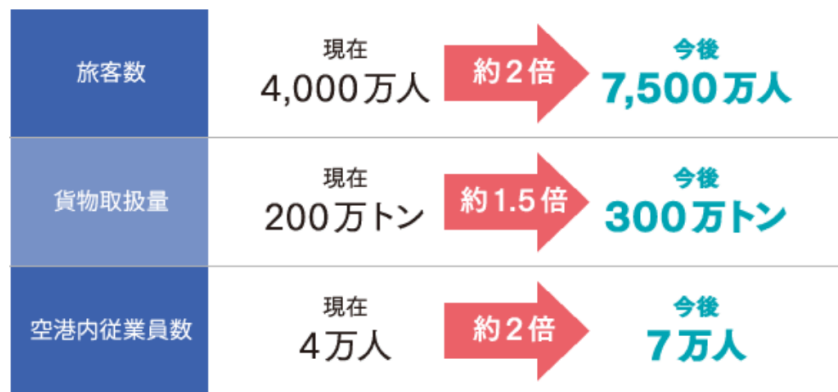 旅客数
現在
4,000万人
約2倍
今後
7,500万人
貨物取扱量
現在
200万トン
約1.5倍
今後
300万トン
空港内従業員数
現在
4万人
約2倍
今後
7万人